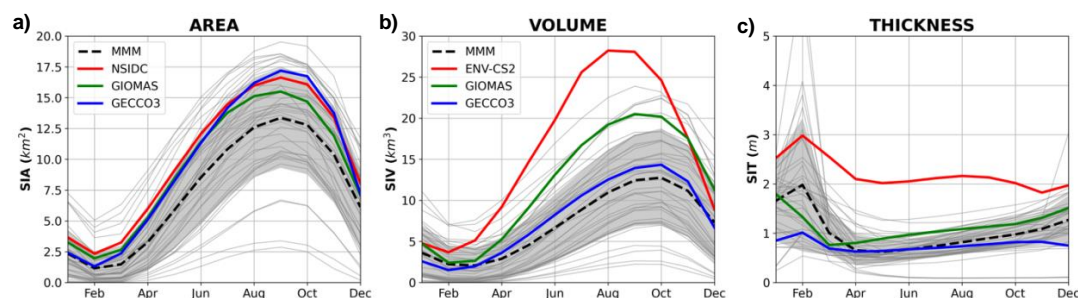 a) AREA
SIA (km²)
20.0
17.5
15.0
12.5
10.0
7.5
5.0
2.5
0.0
MMM
NSIDC
GIOMAS
GECCO3
Feb Apr Jun Aug Oct Dec
b) VOLUME
SIV (km³)
30
25
20
15
10
5
0
MMM
ENV-CS2
GIOMAS
GECCO3
Feb Apr Jun Aug Oct Dec
c) THICKNESS
SIT (m)
5
4
3
2
1
0
Feb Apr Jun Aug Oct Dec